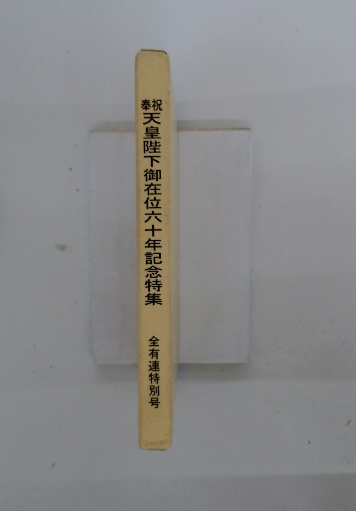 奉祝
天皇陛下御在位六十年記念特集
全有連特別号